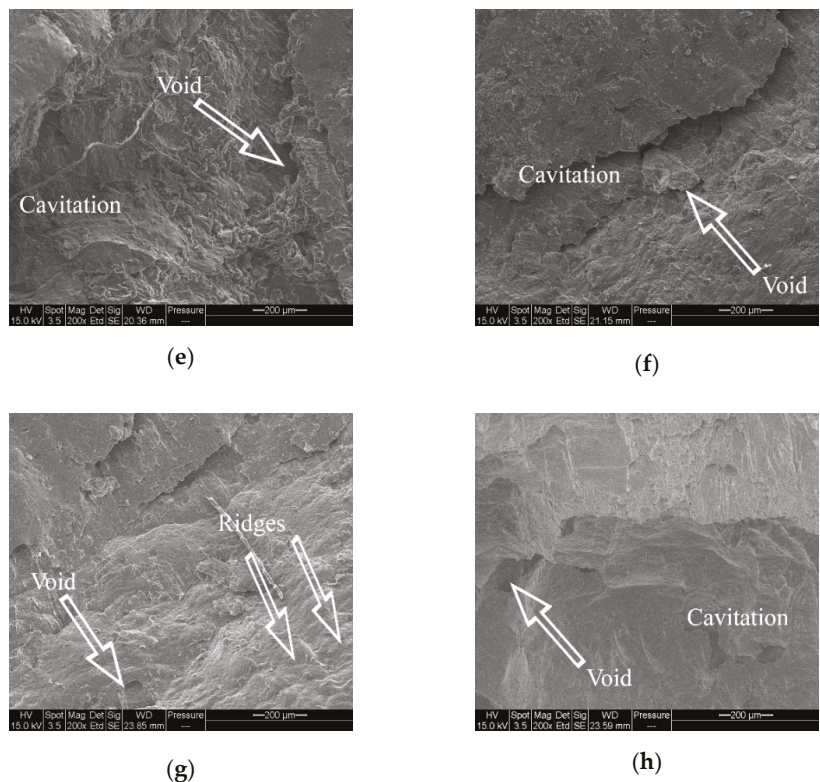 Void
Cavitation
HV Spot Mag Det Sig WD Pressure 200 µm
15.0 kV 3.5 200x Etd SE 20.36 mm ---
(e)
Cavitation
Void
HV Spot Mag Det Sig WD Pressure 200 µm
15.0 kV 3.5 200x Etd SE 21.15 mm ---
(f)
Ridges
Void
HV Spot Mag Det Sig WD Pressure 200 µm
15.0 kV 3.5 200x Etd SE 23.85 mm ---
(g)
Cavitation
Void
HV Spot Mag Det Sig WD Pressure 200 µm
15.0 kV 3.5 200x Etd SE 23.59 mm ---
(h)